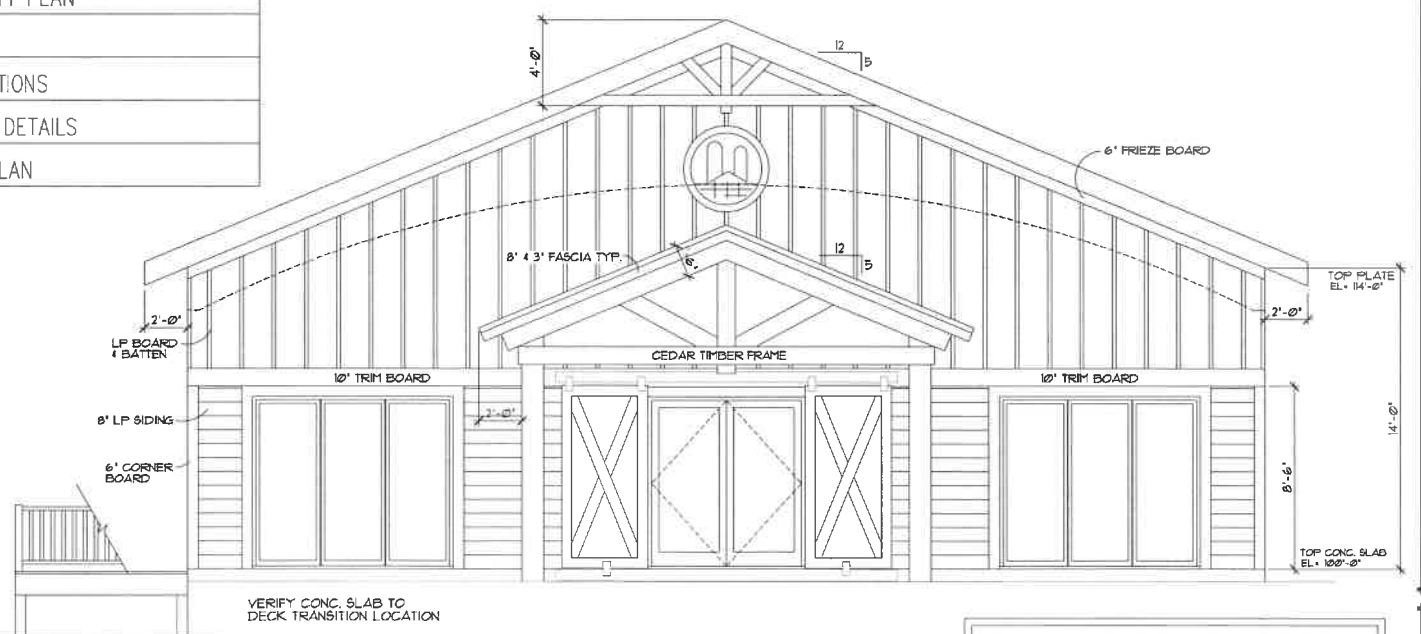 PLAN
TIONS
DETAILS
LAN
4'-0"
12
5
6" FRIEZE BOARD
8" & 3" FASCIA TYP.
6"
12
5
TOP PLATE
EL= 114'-0"
2'-0"
2'-0"
LP BOARD
& BATTEN
CEDAR TIMBER FRAME
10" TRIM BOARD
10" TRIM BOARD
8" LP SIDING
2'-0"
14'-0"
6" CORNER
BOARD
8'-6"
TOP CONC. SLAB
EL= 100'-0"
VERIFY CONC. SLAB TO
DECK TRANSITION LOCATION